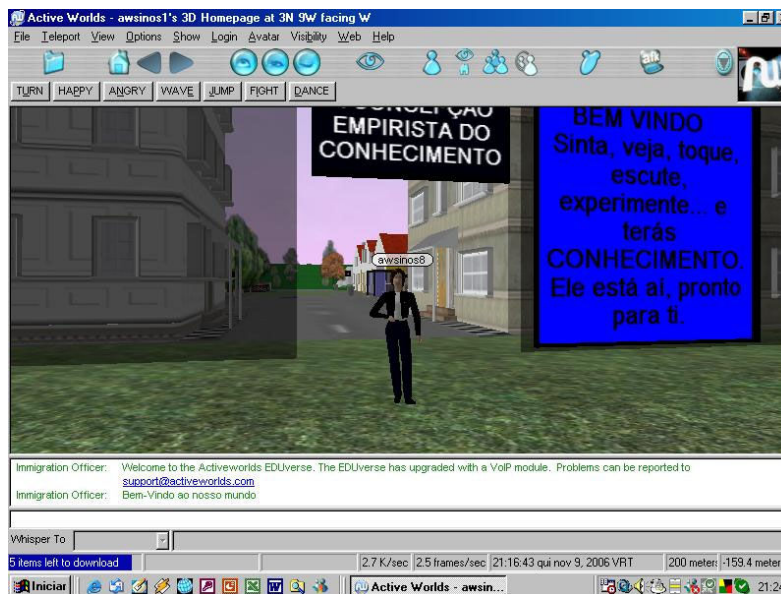 Active Worlds - awsinos1's 3D Homepage at 3N 9W facing W
File Teleport View Options Show Login Avatar Visibility Web Help
afk
TURN HAPPY ANGRY WAVE JUMP FIGHT DANCE
CONCEPÇÃO
EMPIRISTA DO
CONHECIMENTO
BEM VINDO
Sinta, veja, toque,
escute,
experimente... e
terás
CONHECIMENTO.
Ele está aí, pronto
para ti.
awsinos8
Immigration Officer: Welcome to the Activeworlds EDUverse. The EDUverse has upgraded with a VoIP module. Problems can be reported to
support@activeworlds.com
Immigration Officer: Bem-Vindo ao nosso mundo
Whisper To
5 items left to download 2.7 K/sec 2.5 frames/sec 21:16:43 qui nov 9, 2006 VRT 200 meter: -159.4 meter
Iniciar Active Worlds - awsin... 21:24